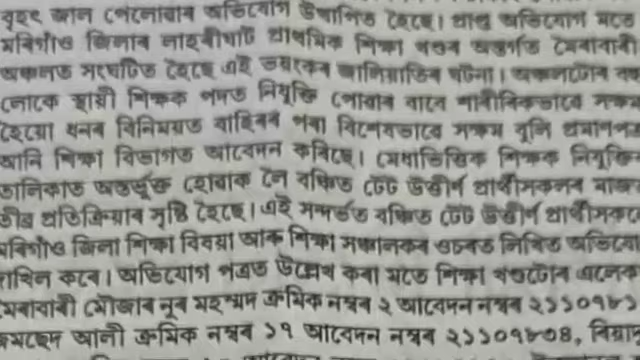 বৃহৎ জাল পেলোৱাৰ অভিযোগ উত্থাপিত হৈছে। প্ৰাপ্ত অভিযোগ মতে
মৰিগাঁও জিলাৰ লাহৰীঘাট প্ৰাথমিক শিক্ষা খণ্ডৰ অন্তৰ্গত মৈৰাবাৰী
অঞ্চলত সংঘটিত হৈছে এই ভয়ংকৰ জালিয়াতিৰ ঘটনা। অঞ্চলটোৰ বহু
লোকে স্থায়ী শিক্ষক পদত নিযুক্তি পোৱাৰ বাবে শাৰীৰিকভাৱে সক্ষম
হৈয়ো ধনৰ বিনিময়ত বাহিৰৰ পৰা বিশেষভাৱে সক্ষম বুলি প্ৰমাণপত্ৰ
আনি শিক্ষা বিভাগত আবেদন কৰিছে। মেধাভিত্তিক শিক্ষক নিযুক্তিৰ
তালিকাত অন্তৰ্ভুক্ত হোৱাক লৈ বঞ্চিত টেট উত্তীৰ্ণ প্ৰাৰ্থীসকলৰ মাজত
তীব্ৰ প্ৰতিক্ৰিয়াৰ সৃষ্টি হৈছে। এই সন্দৰ্ভত বঞ্চিত টেট উত্তীৰ্ণ প্ৰাৰ্থীসকলে
মৰিগাঁও জিলা শিক্ষা বিষয়া আৰু শিক্ষা সঞ্চালকৰ ওচৰত লিখিত অভিযোগ
দাখিল কৰে। অভিযোগ পত্ৰত উল্লেখ কৰা মতে শিক্ষা খণ্ডটোৰ এলেকাৰ
মৈৰাবাৰী মৌজাৰ নূৰ মহম্মদ ক্ৰমিক নম্বৰ ২ আবেদন নম্বৰ ২১১০৭৮১
আলী ক্ৰমিক নম্বৰ ১৭ আবেদন নম্বৰ ২১১০৭৮০৪,